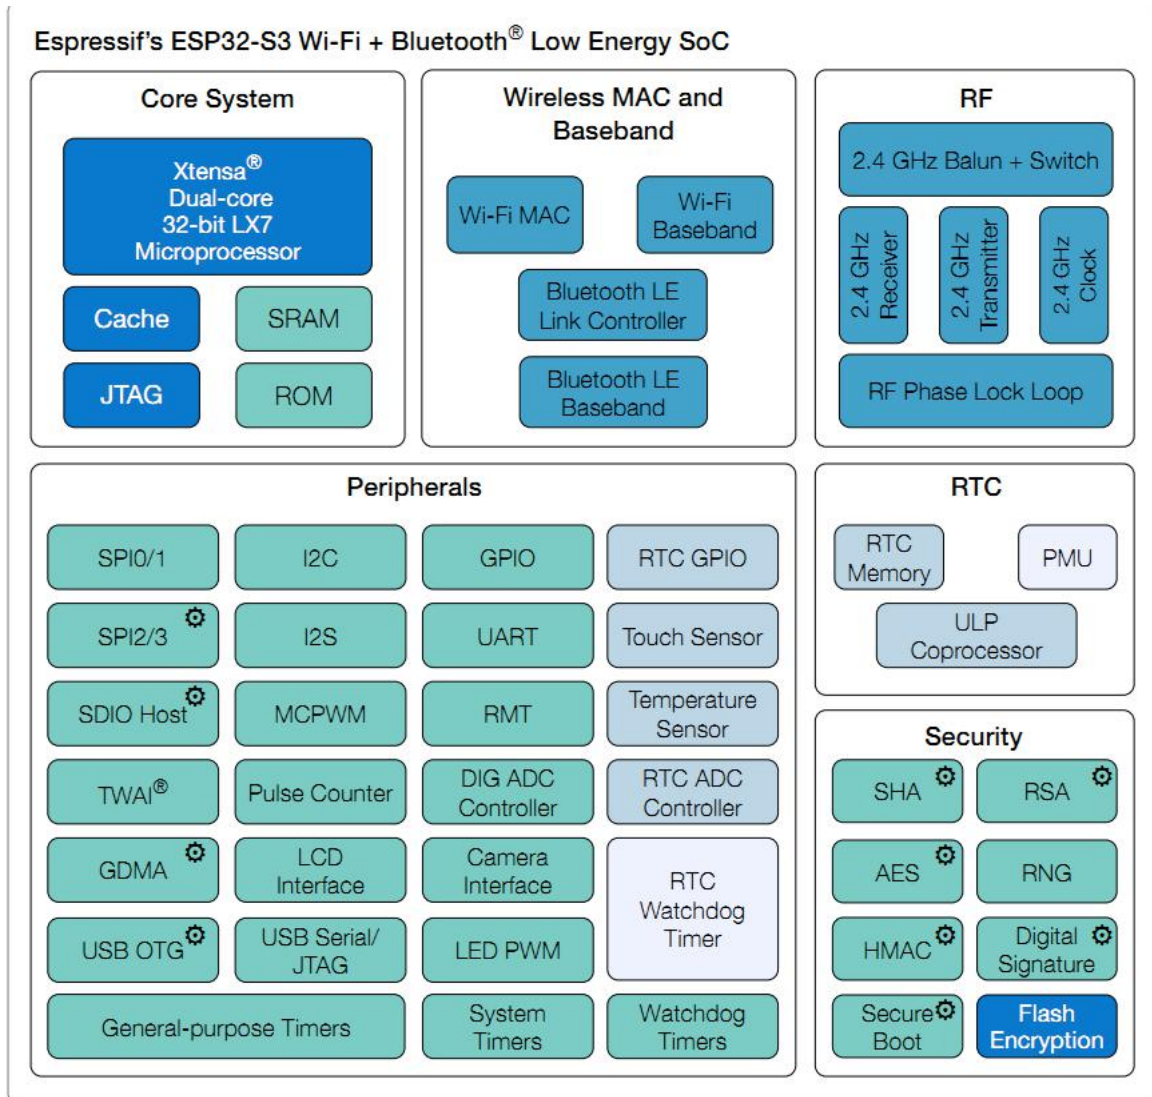 Espressif's ESP32-S3 Wi-Fi + Bluetooth® Low Energy SoC
Core System
Xtensa®
Dual-core
32-bit LX7
Microprocessor
Cache
SRAM
JTAG
ROM
Wireless MAC and
Baseband
Wi-Fi MAC
Wi-Fi
Baseband
Bluetooth LE
Link Controller
Bluetooth LE
Baseband
RF
2.4 GHz Balun + Switch
2.4 GHz
Receiver
2.4 GHz
Transmitter
2.4 GHz
Clock
RF Phase Lock Loop
Peripherals
SPI0/1
I2C
GPIO
RTC GPIO
SPI2/3
I2S
UART
Touch Sensor
SDIO Host
MCPWM
RMT
Temperature
Sensor
TWAI®
Pulse Counter
DIG ADC
Controller
RTC ADC
Controller
GDMA
LCD
Interface
Camera
Interface
RTC
Watchdog
Timer
USB OTG
USB Serial/
JTAG
LED PWM
General-purpose Timers
System
Timers
Watchdog
Timers
RTC
RTC
Memory
PMU
ULP
Coprocessor
Security
SHA
RSA
AES
RNG
HMAC
Digital
Signature
Secure
Boot
Flash
Encryption